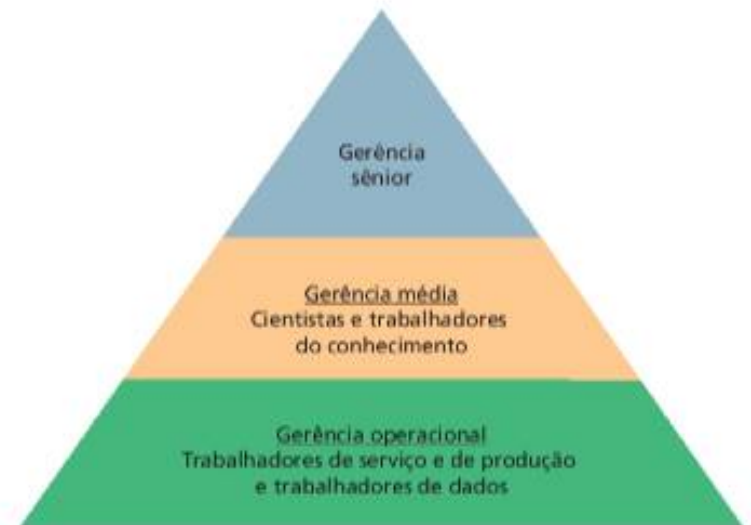 Gerência
sênior
Gerência média
Cientistas e trabalhadores
do conhecimento
Gerência operacional
Trabalhadores de serviço e de produção
e trabalhadores de dados